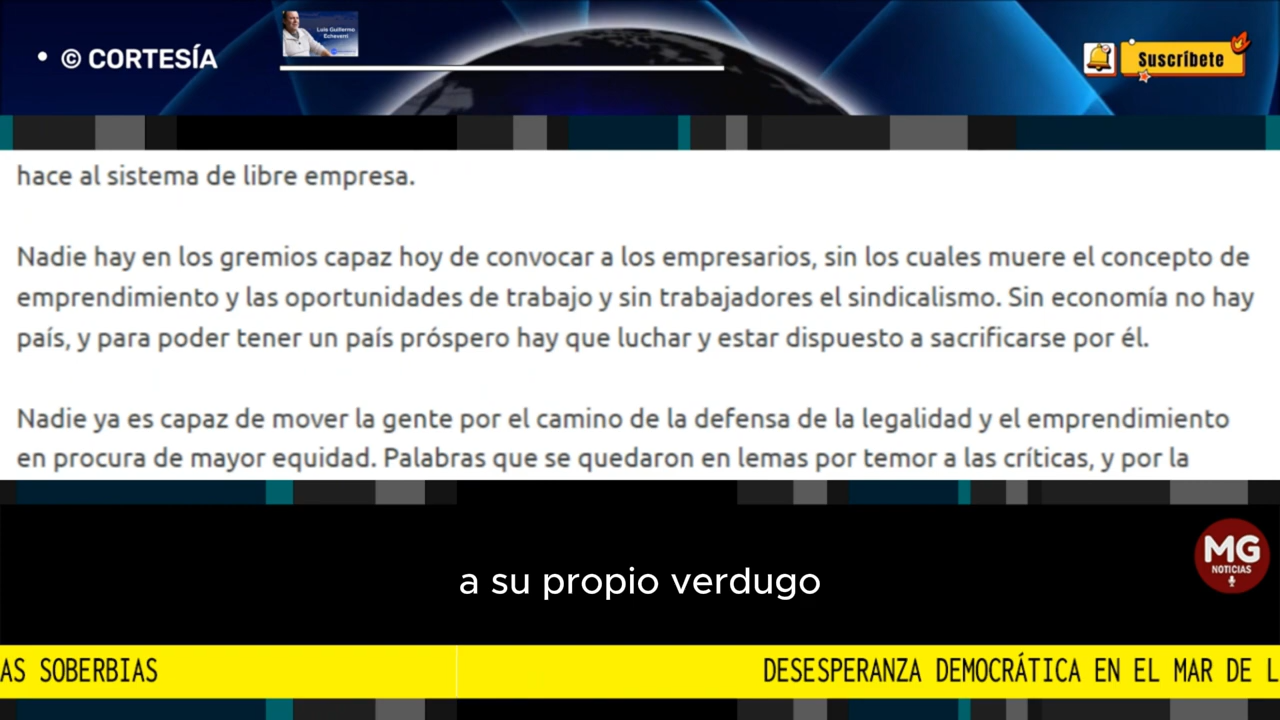 • © CORTESÍA
Luis Guillermo
Echeverri
Suscríbete
hace al sistema de libre empresa.
Nadie hay en los gremios capaz hoy de convocar a los empresarios, sin los cuales muere el concepto de
emprendimiento y las oportunidades de trabajo y sin trabajadores el sindicalismo. Sin economía no hay
país, y para poder tener un país próspero hay que luchar y estar dispuesto a sacrificarse por él.
Nadie ya es capaz de mover la gente por el camino de la defensa de la legalidad y el emprendimiento
en procura de mayor equidad. Palabras que se quedaron en lemas por temor a las críticas, y por la
MG
NOTICIAS
a su propio verdugo
AS SOBERBIAS
DESESPERANZA DEMOCRÁTICA EN EL MAR DE L